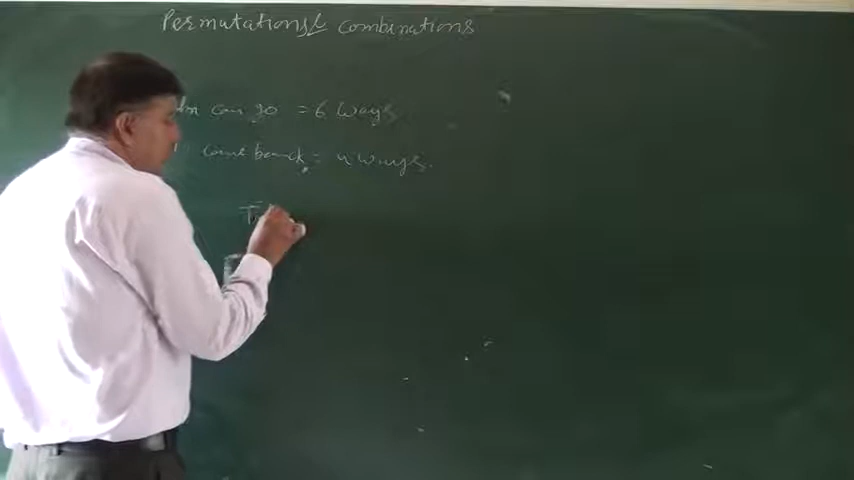 Permutations & Combinations
can go = 6 ways
come back = 4 ways.
T